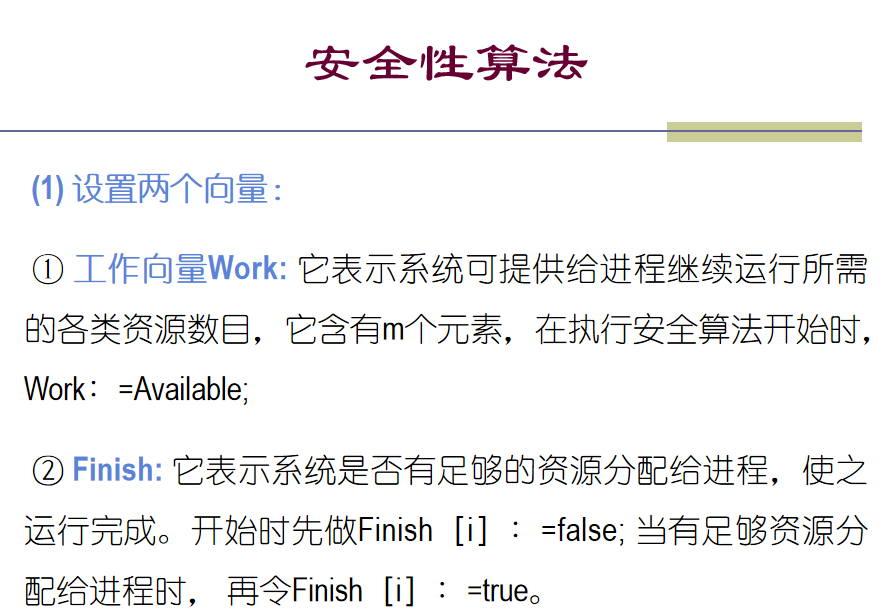 安全性算法
(1) 设置两个向量：
① 工作向量Work: 它表示系统可提供给进程继续运行所需
的各类资源数目，它含有m个元素，在执行安全算法开始时，
Work：=Available;
② Finish: 它表示系统是否有足够的资源分配给进程，使之
运行完成。开始时先做Finish［i］：=false; 当有足够资源分
配给进程时， 再令Finish［i］：=true。